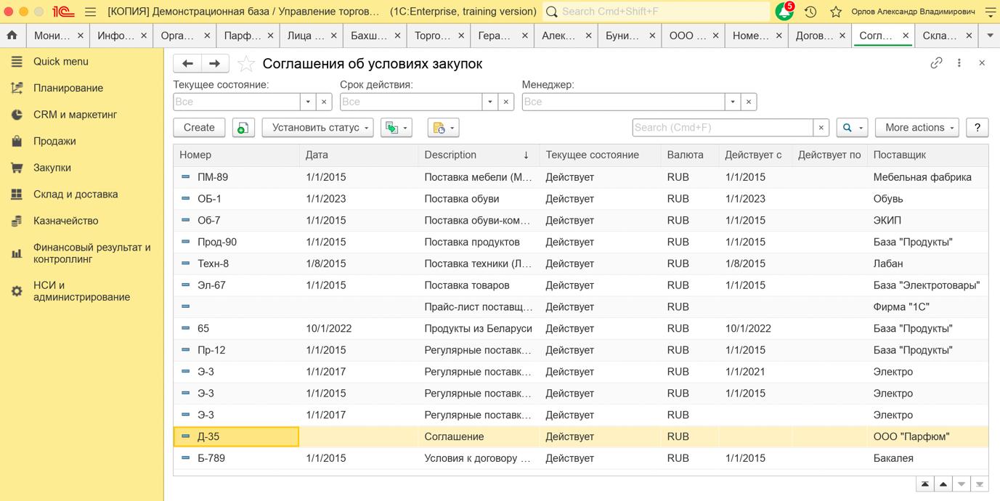 1С [КОПИЯ] Демонстрационная база / Управление торгов... (1C:Enterprise, training version) Search Cmd+Shift+F 5 Орлов Александр Владимирович
Мони... Инфо... Орга... Парф... Лица ... Бахш... Торго... Гера... Алек... Буни... ООО ... Номе... Догов... Согл... Скла...
Quick menu
Планирование
CRM и маркетинг
Продажи
Закупки
Склад и доставка
Казначейство
Финансовый результат и
контроллинг
НСИ и
администрирование
Соглашения об условиях закупок
Текущее состояние: Срок действия: Менеджер:
Все Все Все
Create Установить статус Search (Cmd+F) More actions ?
Номер Дата Description ↓ Текущее состояние Валюта Действует с Действует по Поставщик
ПМ-89 1/1/2015 Поставка мебели (М... Действует RUB 1/1/2015 Мебельная фабрика
ОБ-1 1/1/2023 Поставка обуви Действует RUB 1/1/2023 Обувь
Об-7 1/1/2015 Поставка обуви-ком... Действует RUB 1/1/2015 ЭКИП
Прод-90 1/1/2015 Поставка продуктов Действует RUB 1/1/2015 База "Продукты"
Техн-8 1/8/2015 Поставка техники (Л... Действует RUB 1/8/2015 Лабан
Эл-67 1/1/2015 Поставка товаров Действует RUB 1/1/2015 База "Электротовары"
Прайс-лист поставщ... Действует RUB Фирма "1С"
65 10/1/2022 Продукты из Беларуси Действует RUB 10/1/2022 База "Продукты"
Пр-12 1/1/2015 Регулярные поставк... Действует RUB 1/1/2015 База "Продукты"
Э-3 1/1/2017 Регулярные поставк... Действует RUB 1/1/2021 Электро
Э-3 1/1/2015 Регулярные поставк... Действует RUB 1/1/2015 Электро
Э-3 1/1/2017 Регулярные поставк... Действует RUB Электро
Д-35 Соглашение Действует RUB ООО "Парфюм"
Б-789 1/1/2015 Условия к договору ... Действует RUB 1/1/2015 Бакалея